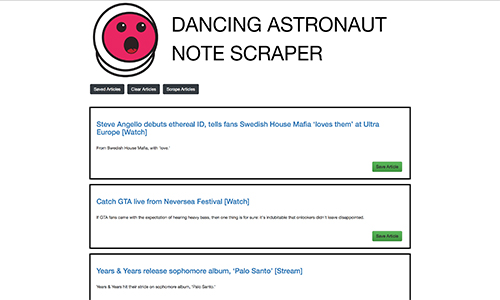 DANCING ASTRONAUT
NOTE SCRAPER
Saved Articles Clear Articles Scrape Articles
Steve Angello debuts ethereal ID, tells fans Swedish House Mafia ‘loves them’ at Ultra
Europe [Watch]
From Swedish House Mafia, with ‘love.’
Save Article
Catch GTA live from Neversea Festival [Watch]
If GTA fans came with the expectation of hearing heavy bass, then one thing is for sure: it's indubitable that onlookers didn't leave disappointed.
Save Article
Years & Years release sophomore album, ‘Palo Santo’ [Stream]
Years & Years hit their stride on sophomore album, ‘Palo Santo.’